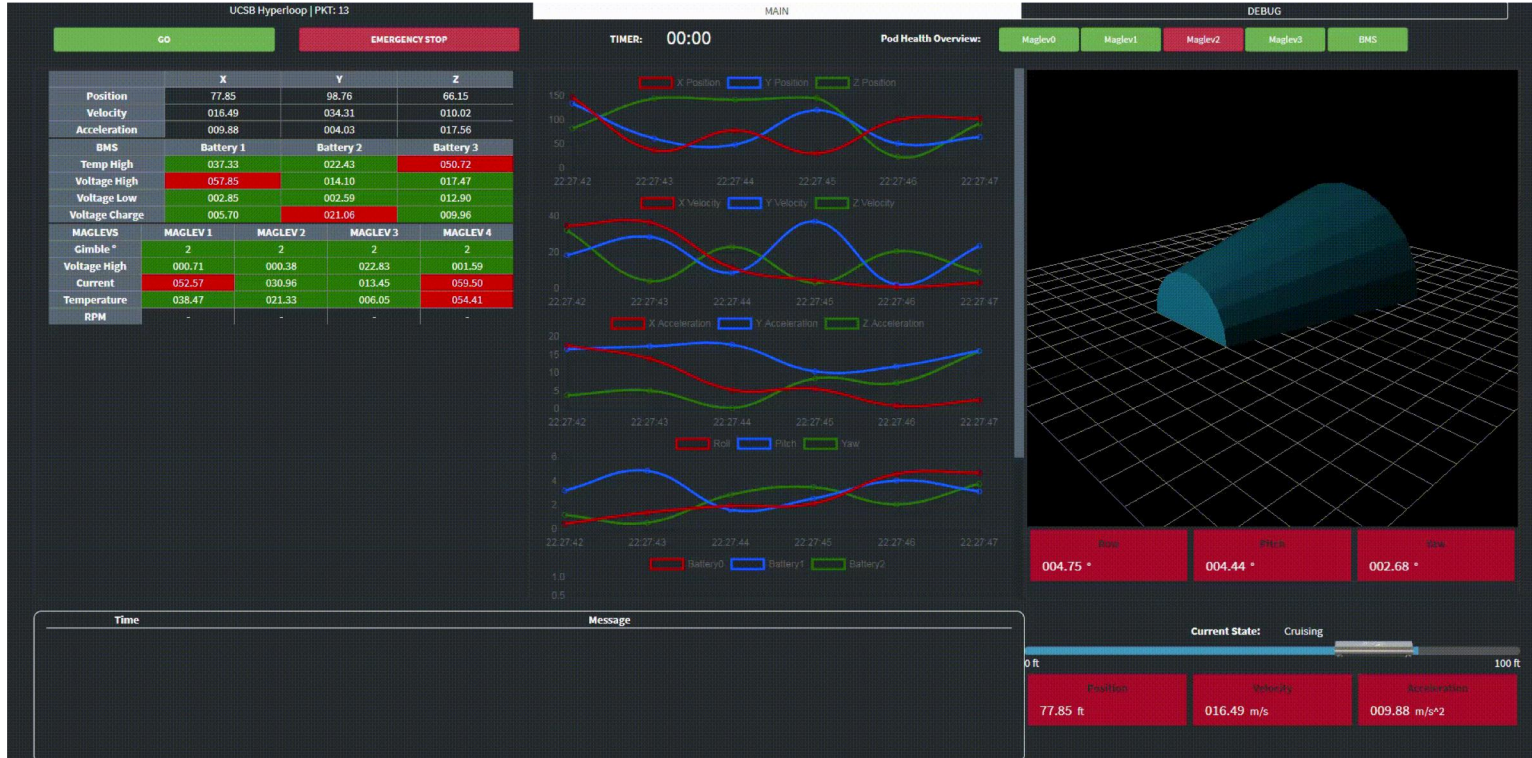 UCSB Hyperloop | PKT: 13
MAIN
DEBUG
GO
EMERGENCY STOP
TIMER: 00:00
Pod Health Overview: Maglev0 Maglev1 Maglev2 Maglev3 BMS
X Y Z
Position 77.85 98.76 66.15
Velocity 016.49 034.31 010.02
Acceleration 009.88 004.03 017.56
BMS Battery 1 Battery 2 Battery 3
Temp High 037.33 022.43 050.72
Voltage High 057.85 014.10 017.47
Voltage Low 002.85 002.59 012.90
Voltage Charge 005.70 021.06 009.96
MAGLEVS MAGLEV 1 MAGLEV 2 MAGLEV 3 MAGLEV 4
Gimble ° 2 2 2 2
Voltage High 000.71 000.38 022.83 001.59
Current 052.57 030.96 013.45 059.50
Temperature 038.47 021.33 006.05 054.41
RPM - - - -
X Position Y Position Z Position
150
100
50
0
22:27:42 22:27:43 22:27:44 22:27:45 22:27:46 22:27:47
X Velocity Y Velocity Z Velocity
40
20
0
22:27:42 22:27:43 22:27:44 22:27:45 22:27:46 22:27:47
X Acceleration Y Acceleration Z Acceleration
20
15
10
5
0
22:27:42 22:27:43 22:27:44 22:27:45 22:27:46 22:27:47
Roll Pitch Yaw
6
4
2
0
22:27:42 22:27:43 22:27:44 22:27:45 22:27:46 22:27:47
Battery0 Battery1 Battery2
1.0
0.5
Pitch
004.75 ° 004.44 ° 002.68 °
Time Message
Current State: Cruising
0 ft 100 ft
Position Velocity Acceleration
77.85 ft 016.49 m/s 009.88 m/s^2